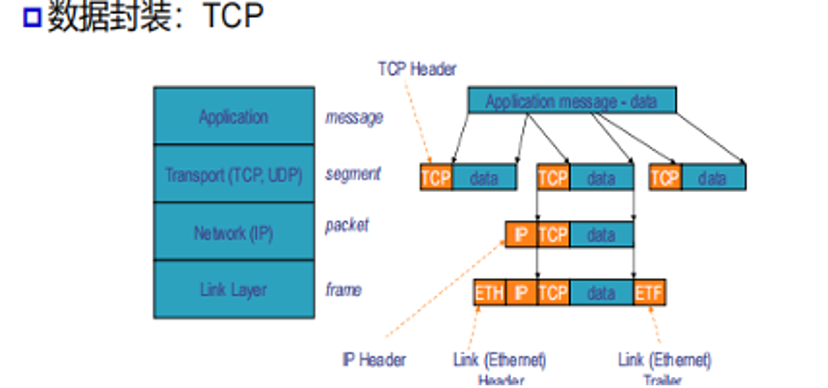 数据封装：TCP
TCP Header
Application message - data
Application
message
Transport (TCP, UDP)
segment
TCP data
TCP data
TCP data
Network (IP)
packet
IP TCP data
Link Layer
frame
ETH IP TCP data ETF
IP Header
Link (Ethernet)
Header
Link (Ethernet)
Trailer